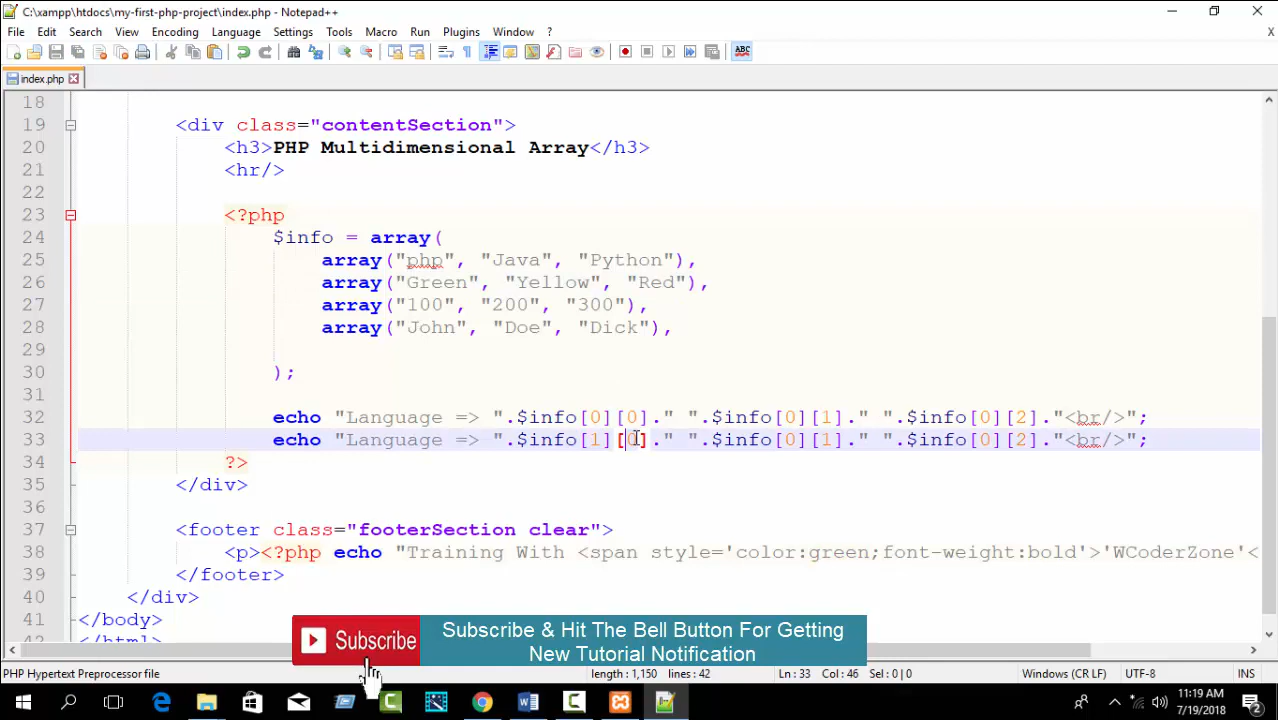 C:\xampp\htdocs\my-first-php-project\index.php - Notepad++
File Edit Search View Encoding Language Settings Tools Macro Run Plugins Window ? X
ABC
index.php
18
19 <div class="contentSection">
20 <h3>PHP Multidimensional Array</h3>
21 <hr/>
22
23 <?php
24 $info = array(
25 array("php", "Java", "Python"),
26 array("Green", "Yellow", "Red"),
27 array("100", "200", "300"),
28 array("John", "Doe", "Dick"),
29
30 );
31
32 echo "Language => ".$info[0][0]." ".$info[0][1]." ".$info[0][2]."<br/>";
33 echo "Language => ".$info[1][0]." ".$info[0][1]." ".$info[0][2]."<br/>";
34 ?>
35 </div>
36
37 <footer class="footerSection clear">
38 <p><?php echo "Training With <span style='color:green;font-weight:bold'>'WCoderZone'<
39 </footer>
40 </div>
41 </body>
42 </html>
Subscribe
Subscribe & Hit The Bell Button For Getting
New Tutorial Notification
PHP Hypertext Preprocessor file length : 1,150 lines : 42 Ln : 33 Col : 46 Sel : 0 | 0 Windows (CR LF) UTF-8 INS
11:19 AM
7/19/2018
2